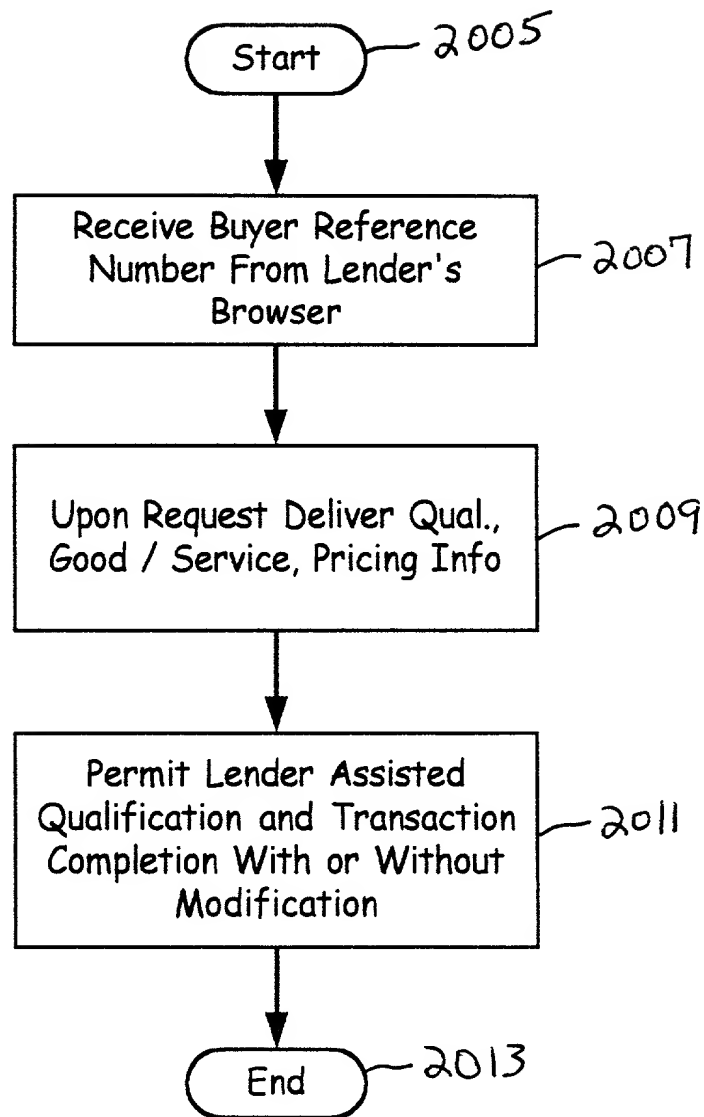 Start
2005
Receive Buyer Reference
Number From Lender's
Browser
2007
Upon Request Deliver Qual.,
Good / Service, Pricing Info
2009
Permit Lender Assisted
Qualification and Transaction
Completion With or Without
Modification
2011
End
2013